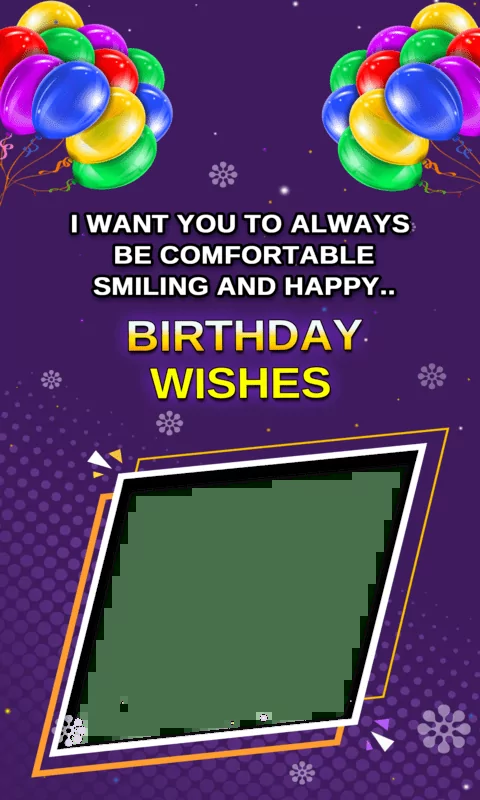 I WANT YOU TO ALWAYS
BE COMFORTABLE
SMILING AND HAPPY..
BIRTHDAY
WISHES